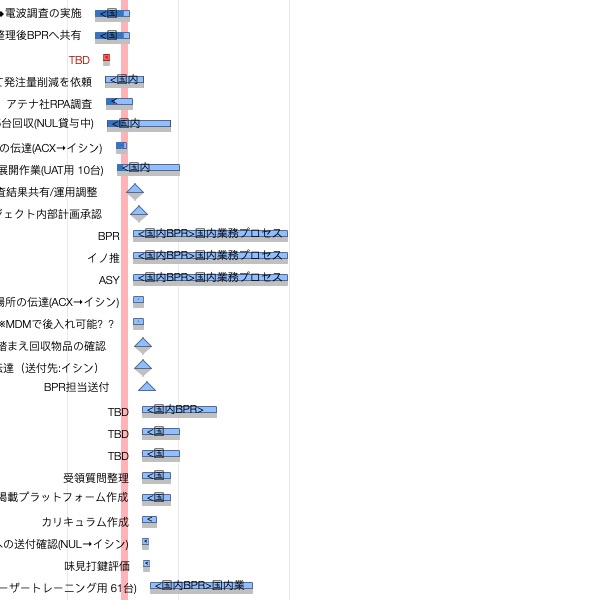 電波調査の実施 <国
整理後BPRへ共有 <国
TBD
発注量削減を依頼 <国内
アテナ社RPA調査 <
台回収(NUL貸与中) <国内
の伝達(ACX→イシン)
展開作業(UAT用 10台) <国内
査結果共有/運用調整
ジェクト内部計画承認
BPR <国内BPR>国内業務プロセス
イノ推 <国内BPR>国内業務プロセス
ASY <国内BPR>国内業務プロセス
場所の伝達(ACX→イシン)
※MDMで後入れ可能？？
踏まえ回収物品の確認
伝達（送付先:イシン）
BPR担当送付
TBD <国内BPR>
TBD <国
TBD <国
受領質問整理 <国
掲載プラットフォーム作成 <国
カリキュラム作成 <
への送付確認(NUL→イシン)
味見打鍵評価
ーザートレーニング用 61台) <国内BPR>国内業